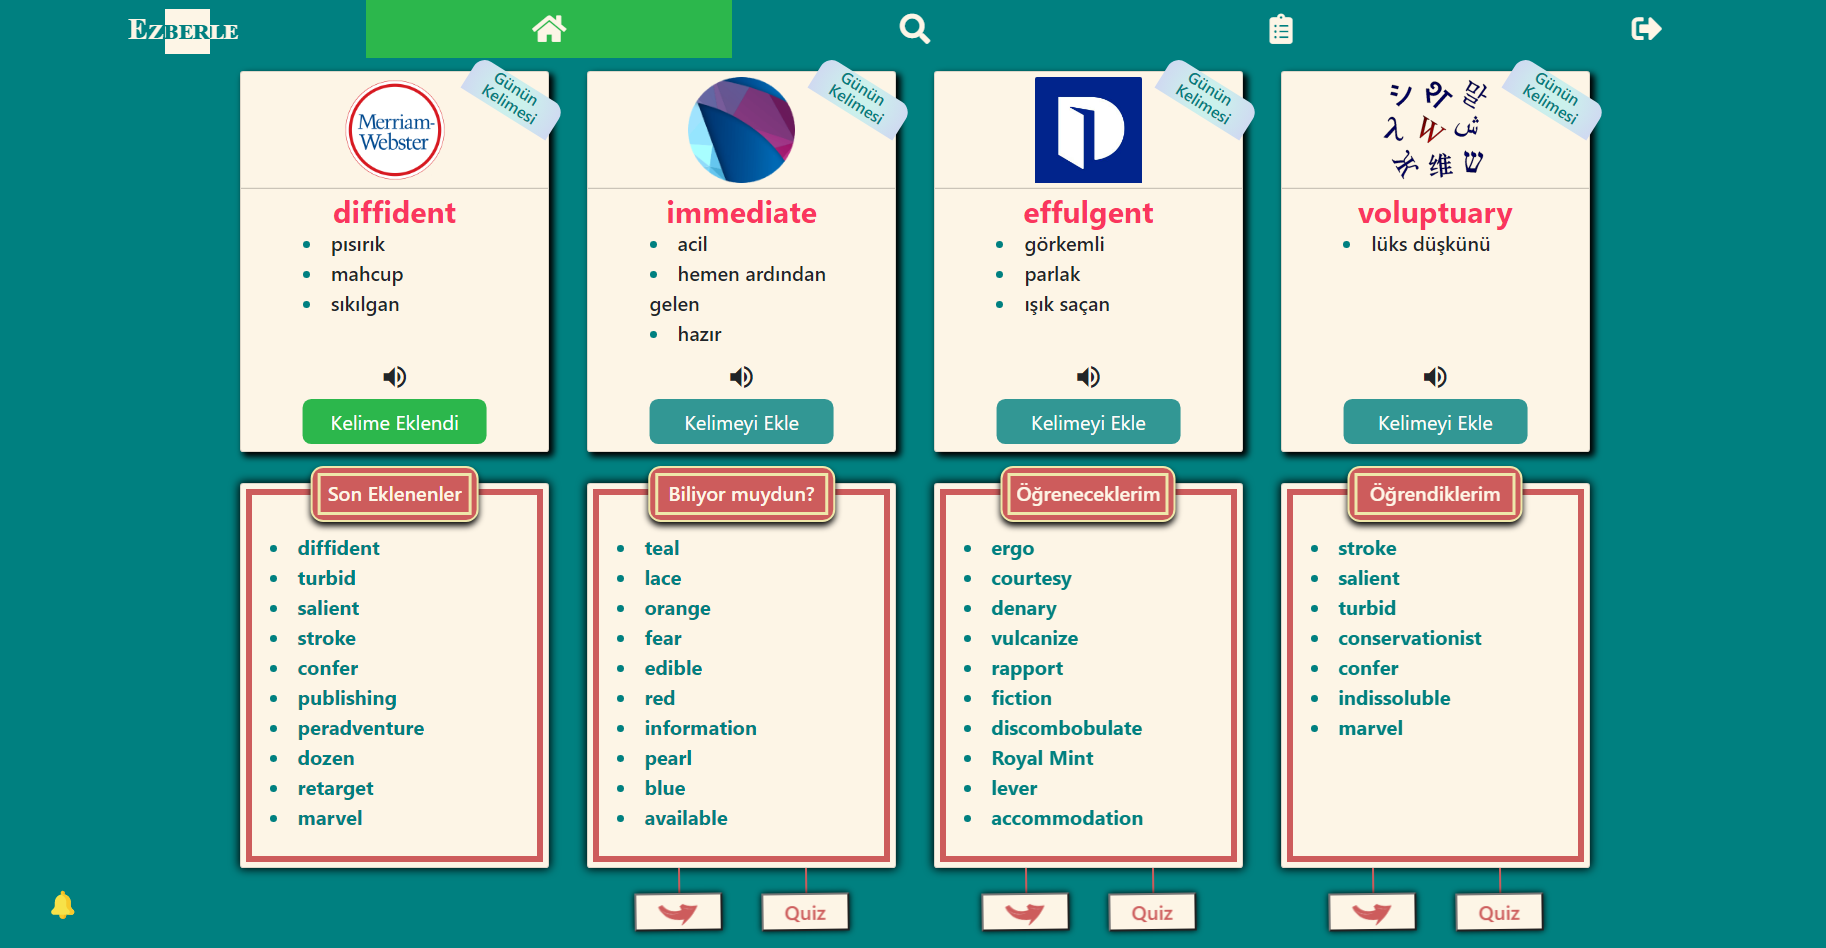 EZBERLE
Merriam-
Webster
Günün
Kelimesi
diffident
pısırık
mahcup
sıkılgan
Kelime Eklendi
Günün
Kelimesi
immediate
acil
hemen ardından
gelen
hazır
Kelimeyi Ekle
Günün
Kelimesi
effulgent
görkemli
parlak
ışık saçan
Kelimeyi Ekle
シ わ 말
λ W ش
维 ש
Günün
Kelimesi
voluptuary
lüks düşkünü
Kelimeyi Ekle
Son Eklenenler
diffident
turbid
salient
stroke
confer
publishing
peradventure
dozen
retarget
marvel
Biliyor muydun?
teal
lace
orange
fear
edible
red
information
pearl
blue
available
Quiz
Öğreneceklerim
ergo
courtesy
denary
vulcanize
rapport
fiction
discombobulate
Royal Mint
lever
accommodation
Quiz
Öğrendiklerim
stroke
salient
turbid
conservationist
confer
indissoluble
marvel
Quiz